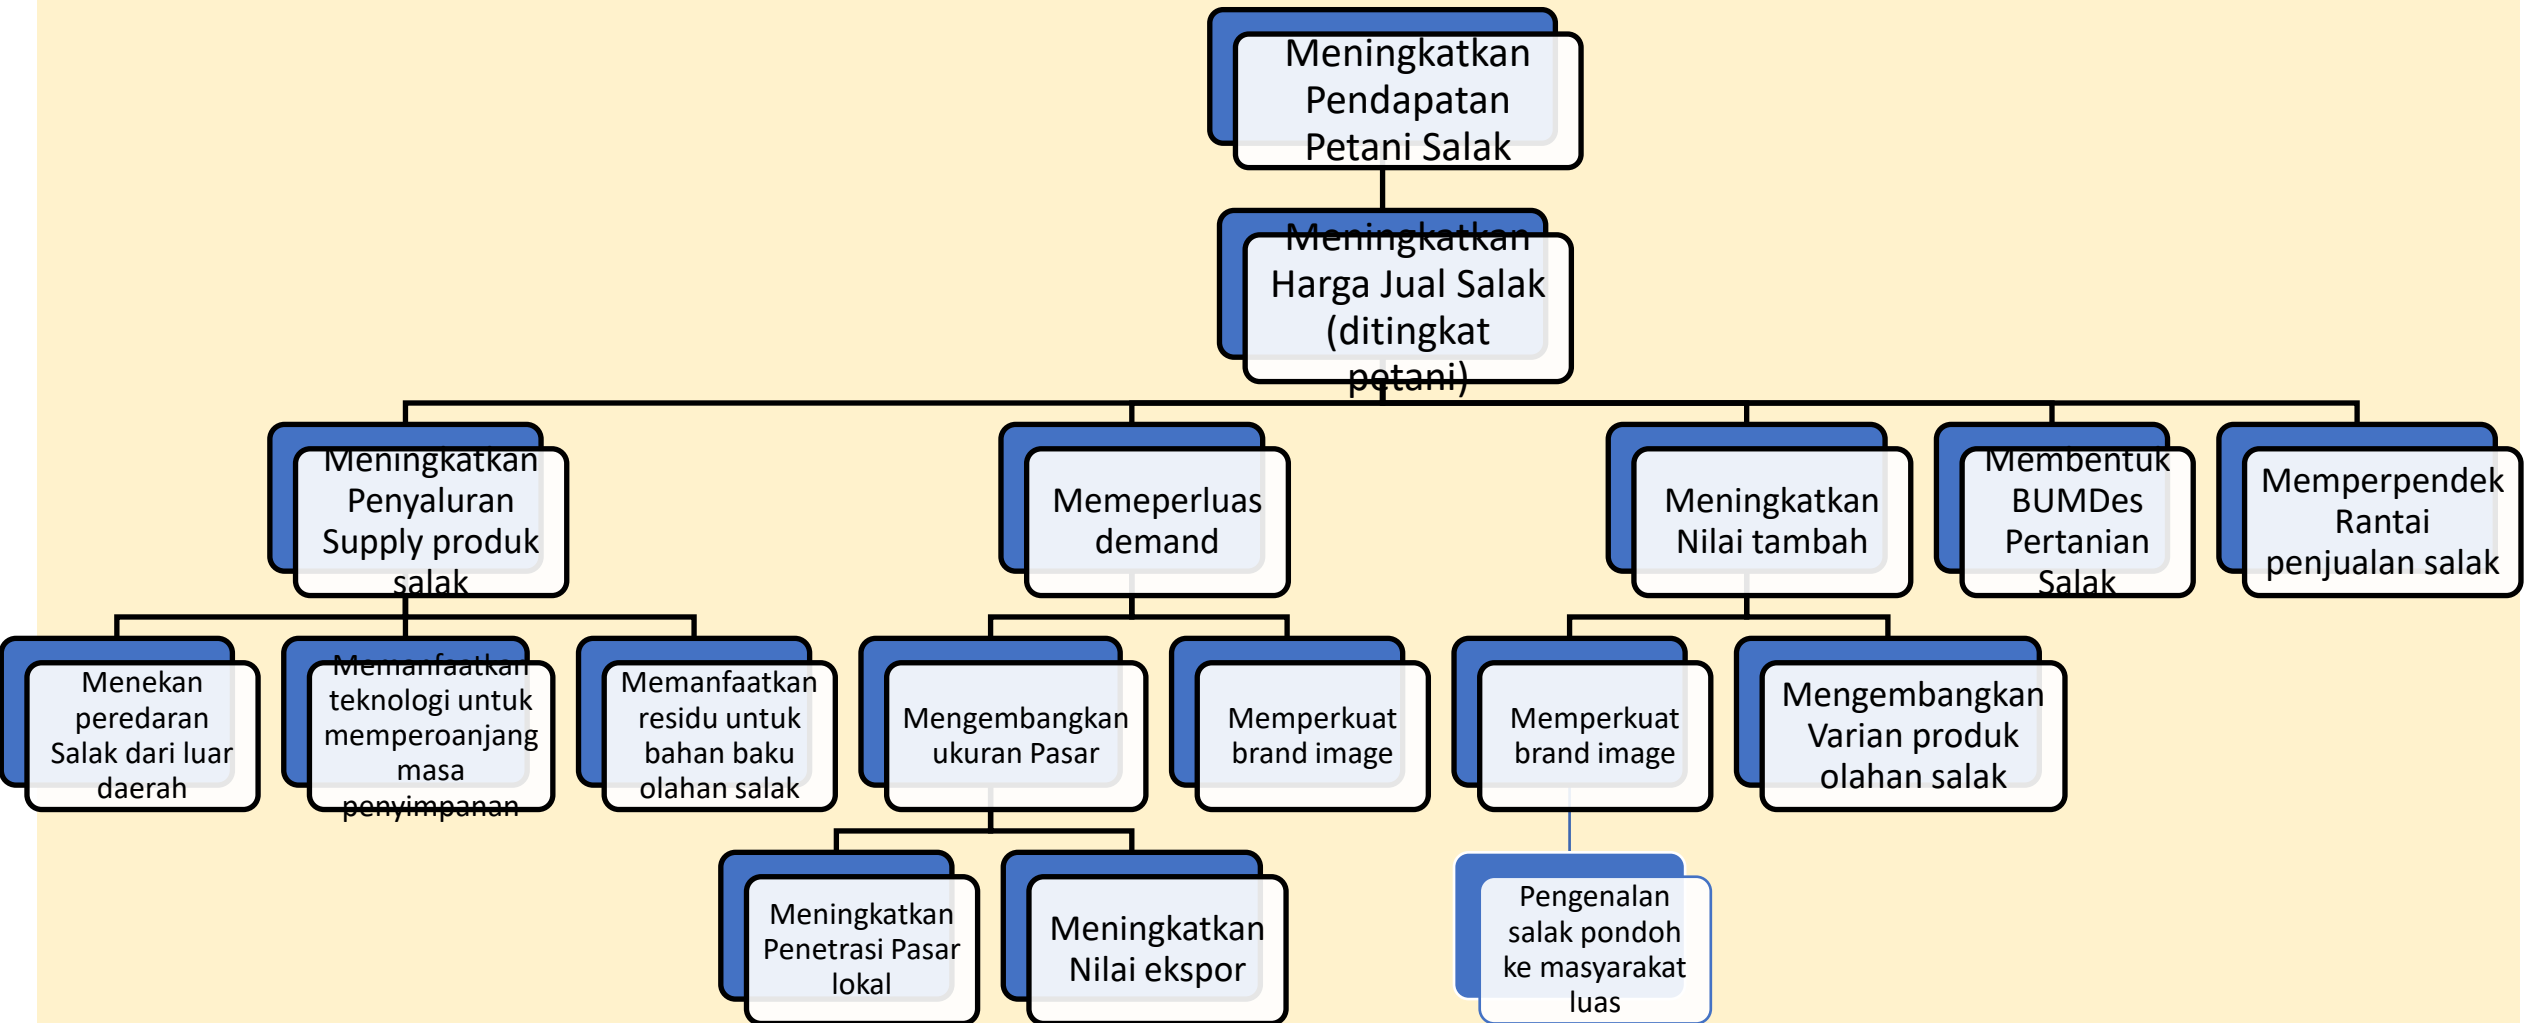 Meningkatkan
Pendapatan
Petani Salak
Meningkatkan
Harga Jual Salak
(ditingkat
petani)
Meningkatkan
Penyaluran
Supply produk
salak
Memeperluas
demand
Meningkatkan
Nilai tambah
Membentuk
BUMDes
Pertanian
Salak
Memperpendek
Rantai
penjualan salak
Menekan
peredaran
Salak dari luar
daerah
Memanfaatkan
teknologi untuk
memperoanjang
masa
penyimpanan
Memanfaatkan
residu untuk
bahan baku
olahan salak
Mengembangkan
ukuran Pasar
Memperkuat
brand image
Memperkuat
brand image
Mengembangkan
Varian produk
olahan salak
Meningkatkan
Penetrasi Pasar
lokal
Meningkatkan
Nilai ekspor
Pengenalan
salak pondoh
ke masyarakat
luas